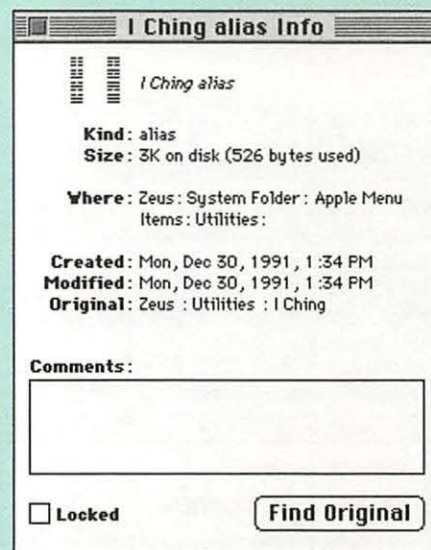 I Ching alias Info
I Ching alias
Kind: alias
Size: 3K on disk (526 bytes used)
Where: Zeus: System Folder: Apple Menu
Items: Utilities:
Created: Mon, Dec 30, 1991, 1:34 PM
Modified: Mon, Dec 30, 1991, 1:34 PM
Original: Zeus : Utilities : I Ching
Comments:
Locked
Find Original